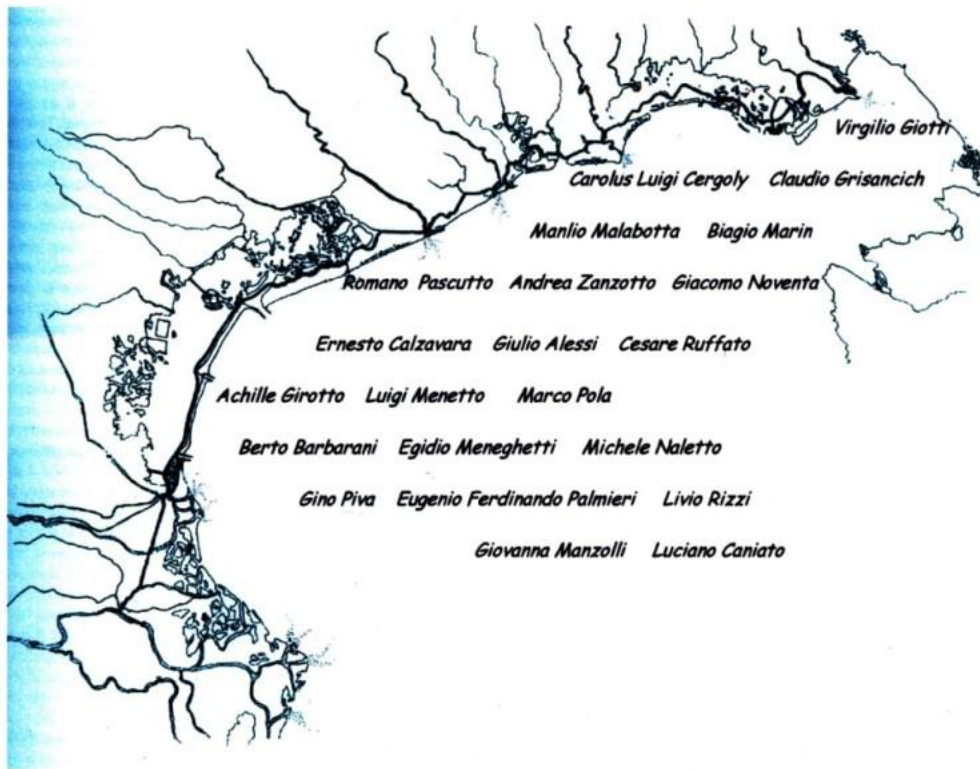 Virgilio Giotti
Carolus Luigi Cergoly Claudio Grisancich
Manlio Malabotta Biagio Marin
Romano Pascutto Andrea Zanzotto Giacomo Noventa
Ernesto Calzavara Giulio Alessi Cesare Ruffato
Achille Girotto Luigi Menetto Marco Pola
Berto Barbarani Egidio Meneghetti Michele Naletto
Gino Piva Eugenio Ferdinando Palmieri Livio Rizzi
Giovanna Manzolli Luciano Caniato